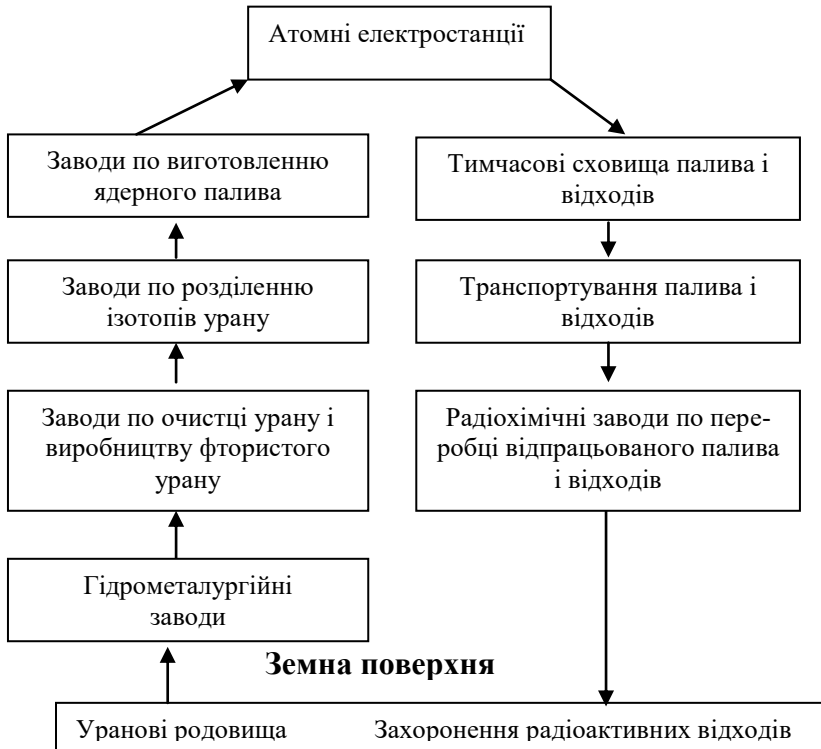 Атомні електростанції
Заводи по виготовленню
ядерного палива
Тимчасові сховища палива і
відходів
Заводи по розділенню
ізотопів урану
Транспортування палива і
відходів
Заводи по очистці урану і
виробництву фтористого
урану
Радіохімічні заводи по пере-
робці відпрацьованого палива
і відходів
Гідрометалургійні
заводи
Земна поверхня
Уранові родовища
Захоронення радіоактивних відходів